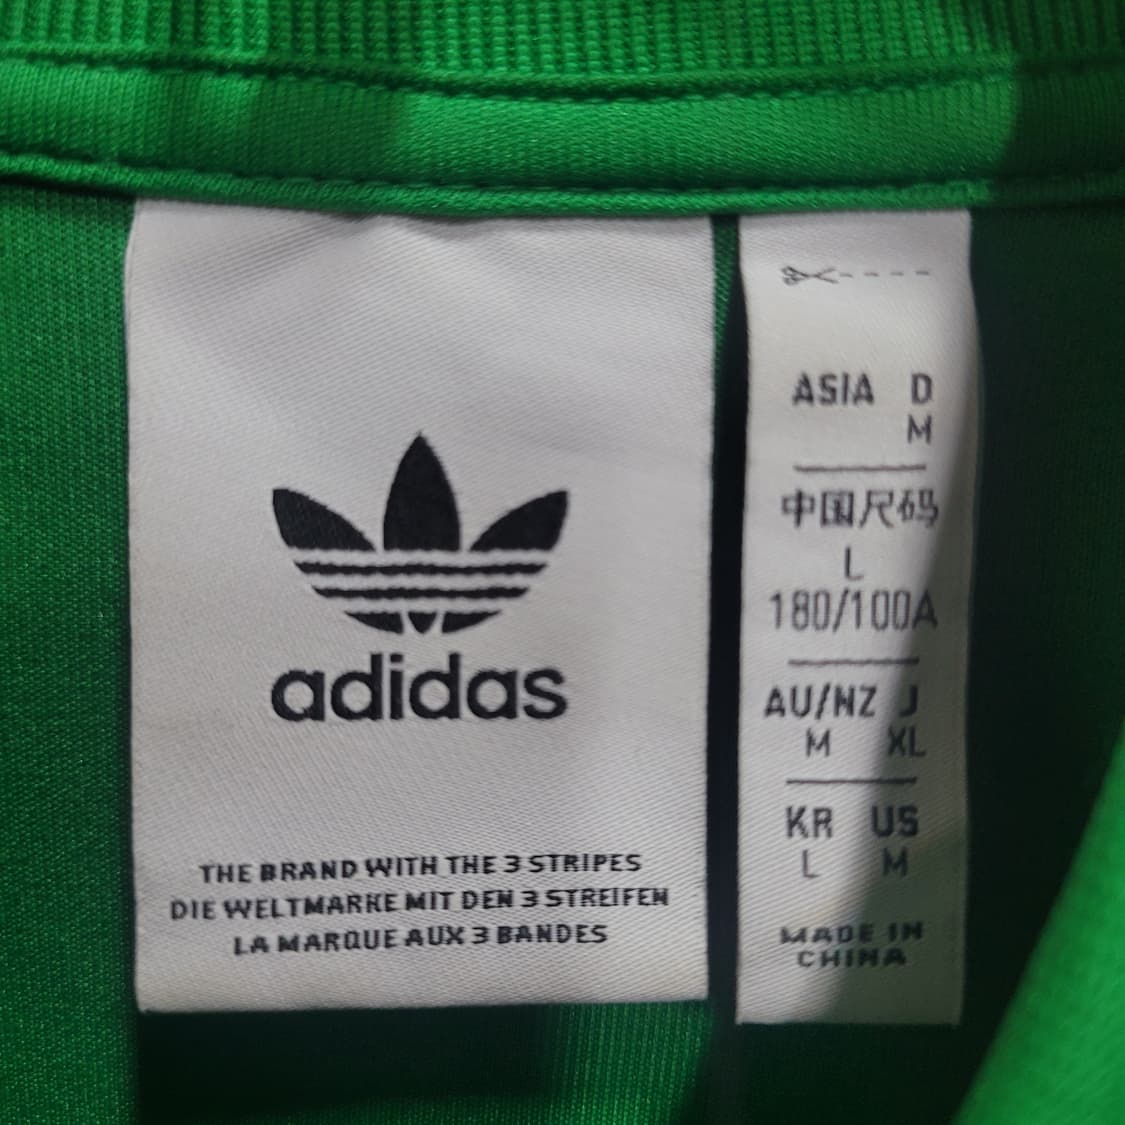 adidas
THE BRAND WITH THE 3 STRIPES
DIE WELTMARKE MIT DEN 3 STREIFEN
LA MARQUE AUX 3 BANDES
ASIA D
M
中国尺码
L
180/100A
AU/NZ J
M XL
KR US
L M
MADE IN
CHINA